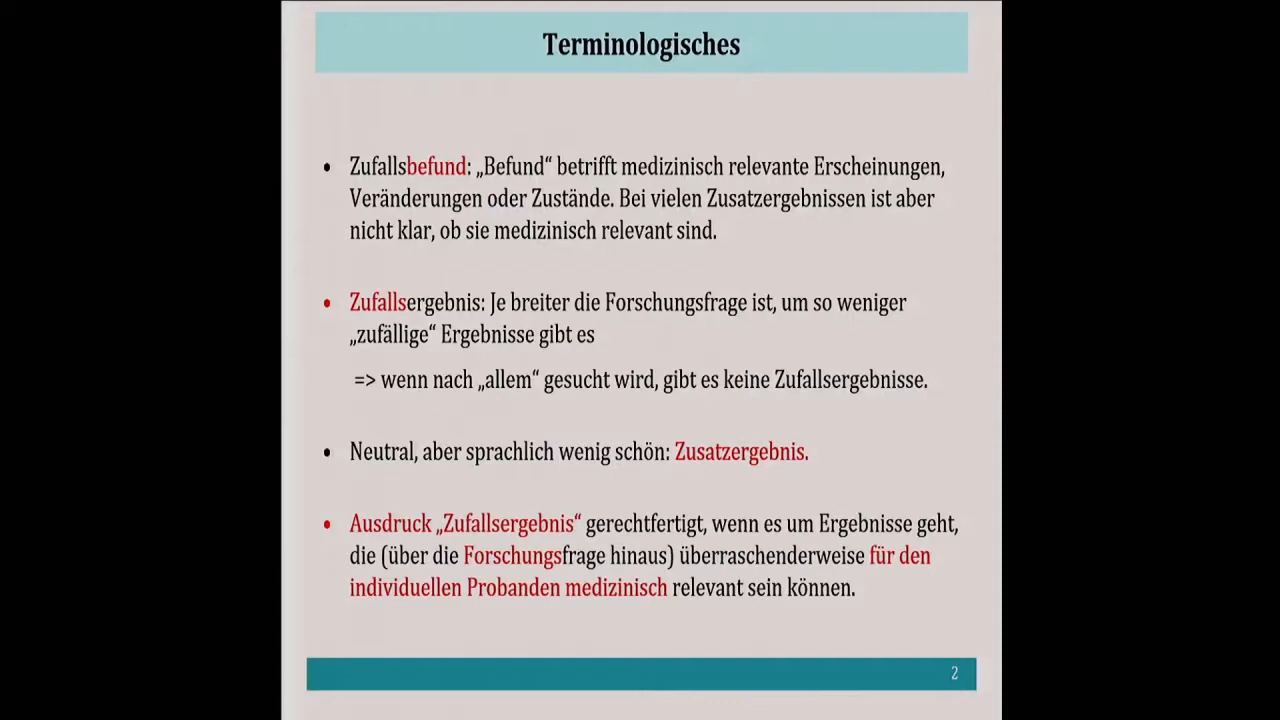 Terminologisches
• Zufallsbefund: „Befund“ betrifft medizinisch relevante Erscheinungen,
Veränderungen oder Zustände. Bei vielen Zusatzergebnissen ist aber
nicht klar, ob sie medizinisch relevant sind.
• Zufallsergebnis: Je breiter die Forschungsfrage ist, um so weniger
„zufällige“ Ergebnisse gibt es
=> wenn nach „allem“ gesucht wird, gibt es keine Zufallsergebnisse.
• Neutral, aber sprachlich wenig schön: Zusatzergebnis.
• Ausdruck „Zufallsergebnis“ gerechtfertigt, wenn es um Ergebnisse geht,
die (über die Forschungsfrage hinaus) überraschenderweise für den
individuellen Probanden medizinisch relevant sein können.
2